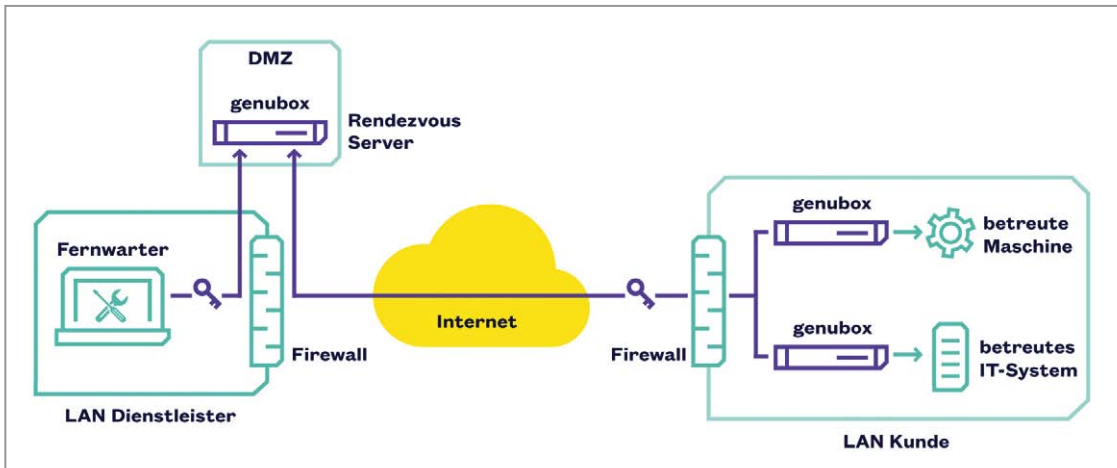 DMZ
genubox
Rendezvous
Server
Fernwarter
Firewall
LAN Dienstleister
Internet
Firewall
genubox
betreute
Maschine
genubox
betreutes
IT-System
LAN Kunde